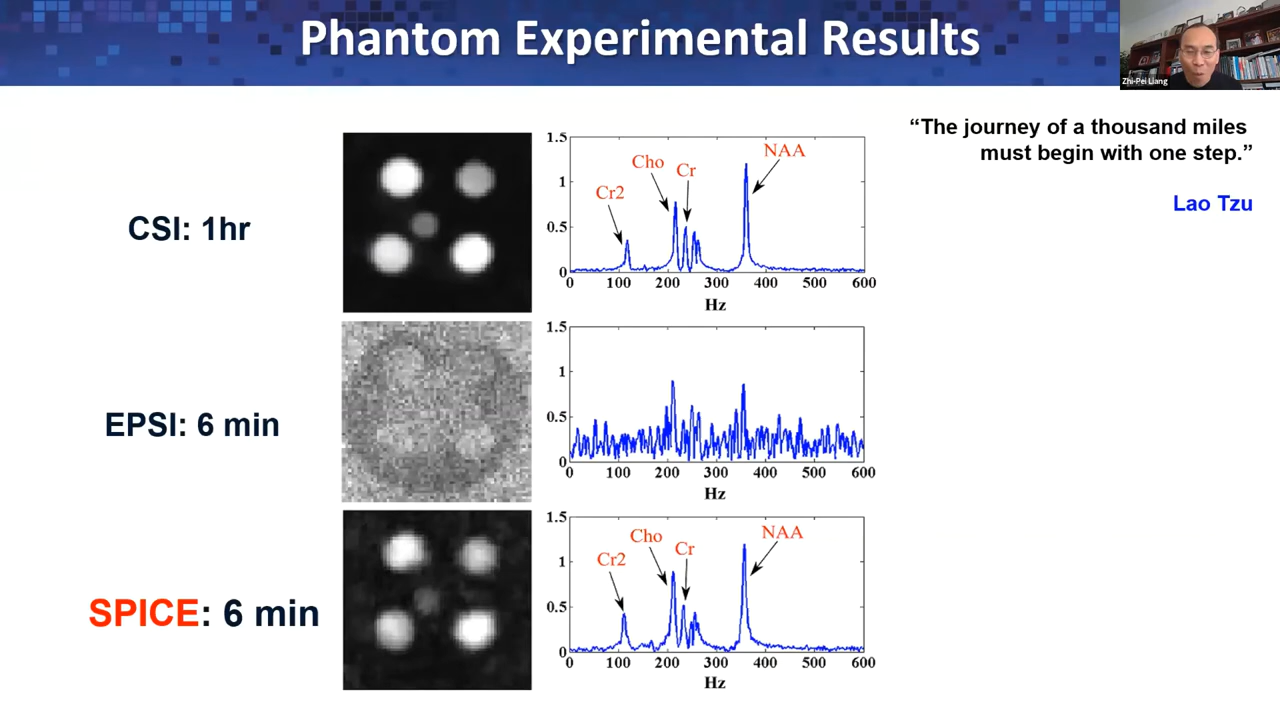 Phantom Experimental Results
Zhi-Pei Liang
“The journey of a thousand miles
must begin with one step.”
Lao Tzu
CSI: 1hr
1.5
1
0.5
0
Cr2
Cho
Cr
NAA
0 100 200 300 400 500 600
Hz
EPSI: 6 min
1.5
1
0.5
0
0 100 200 300 400 500 600
Hz
SPICE: 6 min
1.5
1
0.5
0
Cr2
Cho
Cr
NAA
0 100 200 300 400 500 600
Hz